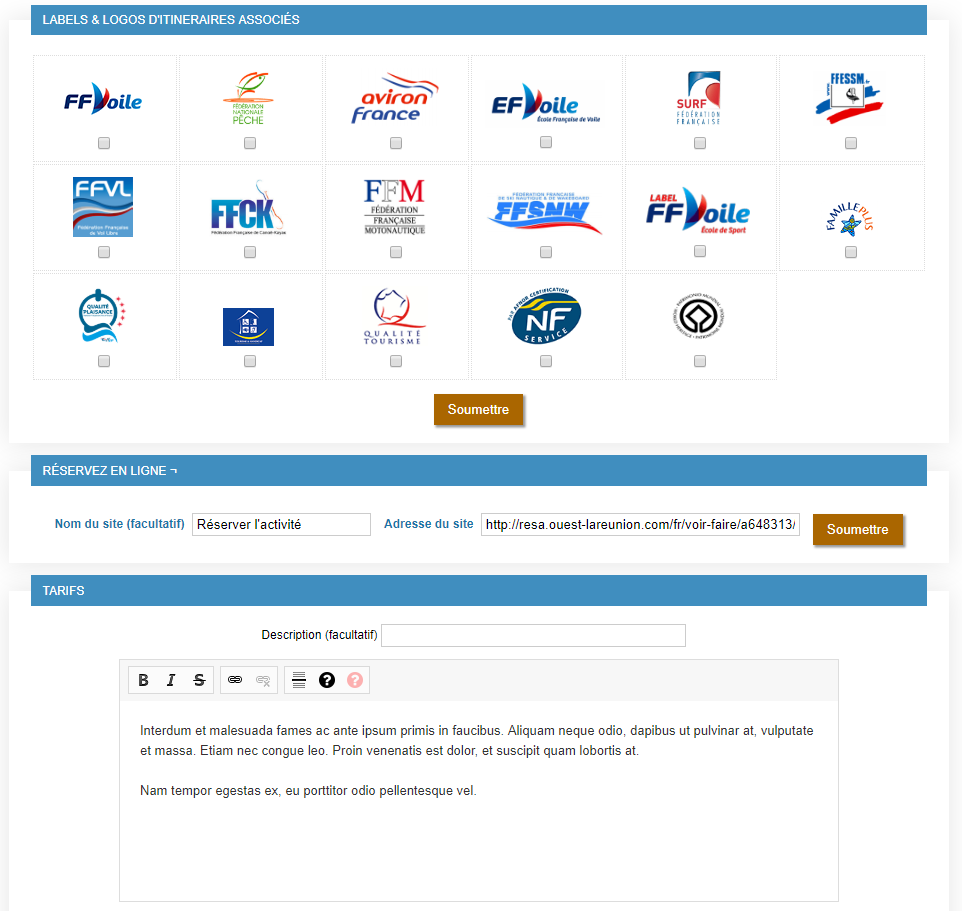 LABELS & LOGOS D'ITINERAIRES ASSOCIÉS
FFVoile
FÉDÉRATION
NATIONALE
PÊCHE
aviron
france
EFVoile
École Française de Voile
SURF
FÉDÉRATION
FRANÇAISE
FFESSM
FFVL
Fédération Française
de Vol Libre
FFCK
Fédération Française de Canoë-Kayak
FFM
FÉDÉRATION
FRANÇAISE
MOTONAUTIQUE
FÉDÉRATION FRANÇAISE
DE SKI NAUTIQUE & DE WAKEBOARD
FFSNW
LABEL
FFVoile
École de Sport
FAMILLE PLUS
QUALITÉ
PLAISANCE
QUALITÉ
TOURISME
PAR AFNOR CERTIFICATION
NF
SERVICE
PATRIMONIO MUNDIAL
WORLD HERITAGE
PATRIMOINE MONDIAL
Soumettre
RÉSERVEZ EN LIGNE ¬
Nom du site (facultatif) Réserver l'activité Adresse du site http://resa.ouest-lareunion.com/fr/voir-faire/a648313/ Soumettre
TARIFS
Description (facultatif)
B I S
Interdum et malesuada fames ac ante ipsum primis in faucibus. Aliquam neque odio, dapibus ut pulvinar at, vulputate
et massa. Etiam nec congue leo. Proin venenatis est dolor, et suscipit quam lobortis at.
Nam tempor egestas ex, eu porttitor odio pellentesque vel.